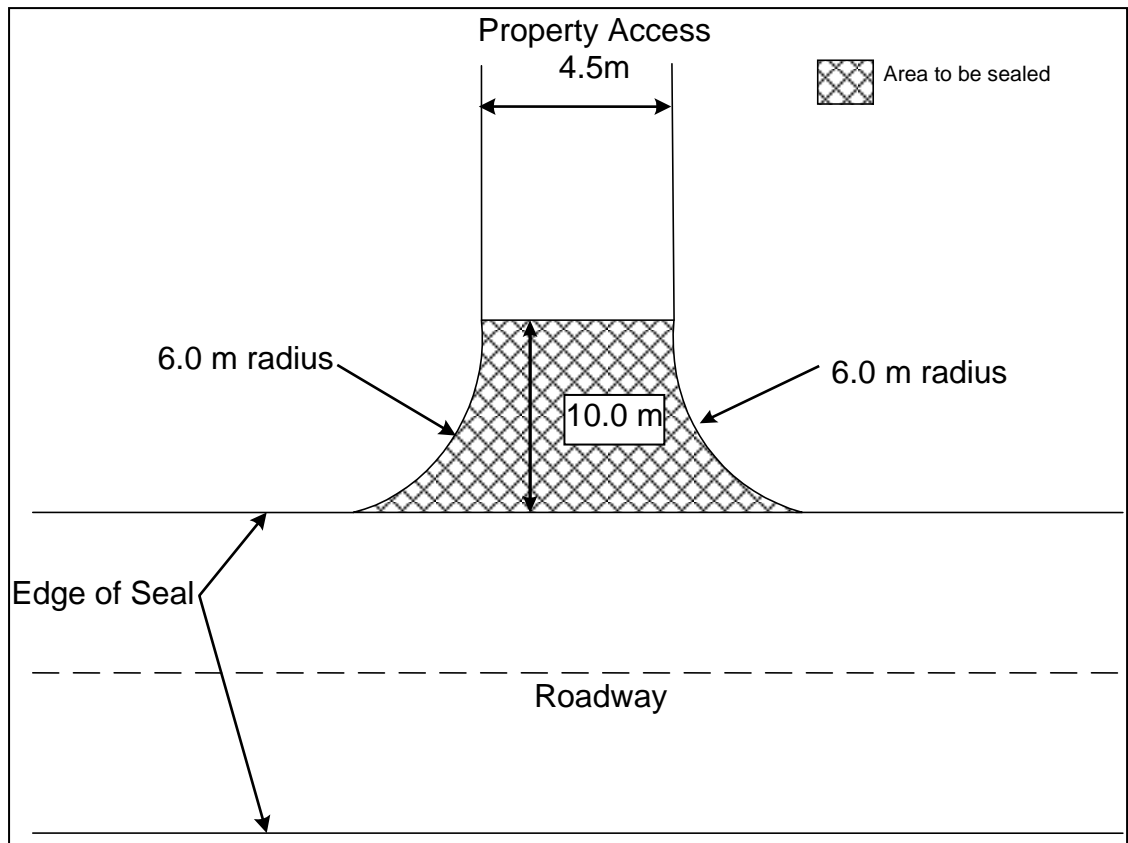 Property Access
4.5m
Area to be sealed
6.0 m radius
6.0 m radius
10.0 m
Edge of Seal
Roadway